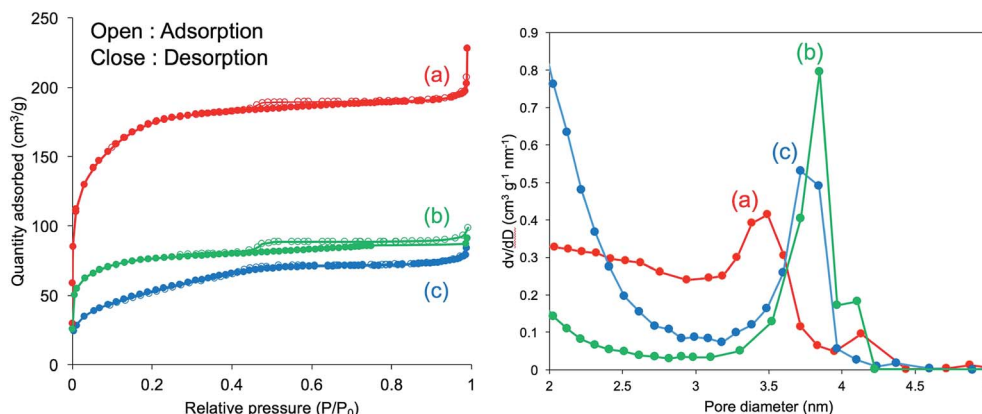 250
200
150
100
50
0
Quantity adsorbed (cm³/g)
Open : Adsorption
Close : Desorption
(a)
(b)
(c)
0
0.2
0.4
0.6
0.8
1
Relative pressure (P/P₀)
0.9
0.8
0.7
0.6
0.5
0.4
0.3
0.2
0.1
0
dv/dD (cm³ g⁻¹ nm⁻¹)
(b)
(c)
(a)
2
2.5
3
3.5
4
4.5
Pore diameter (nm)